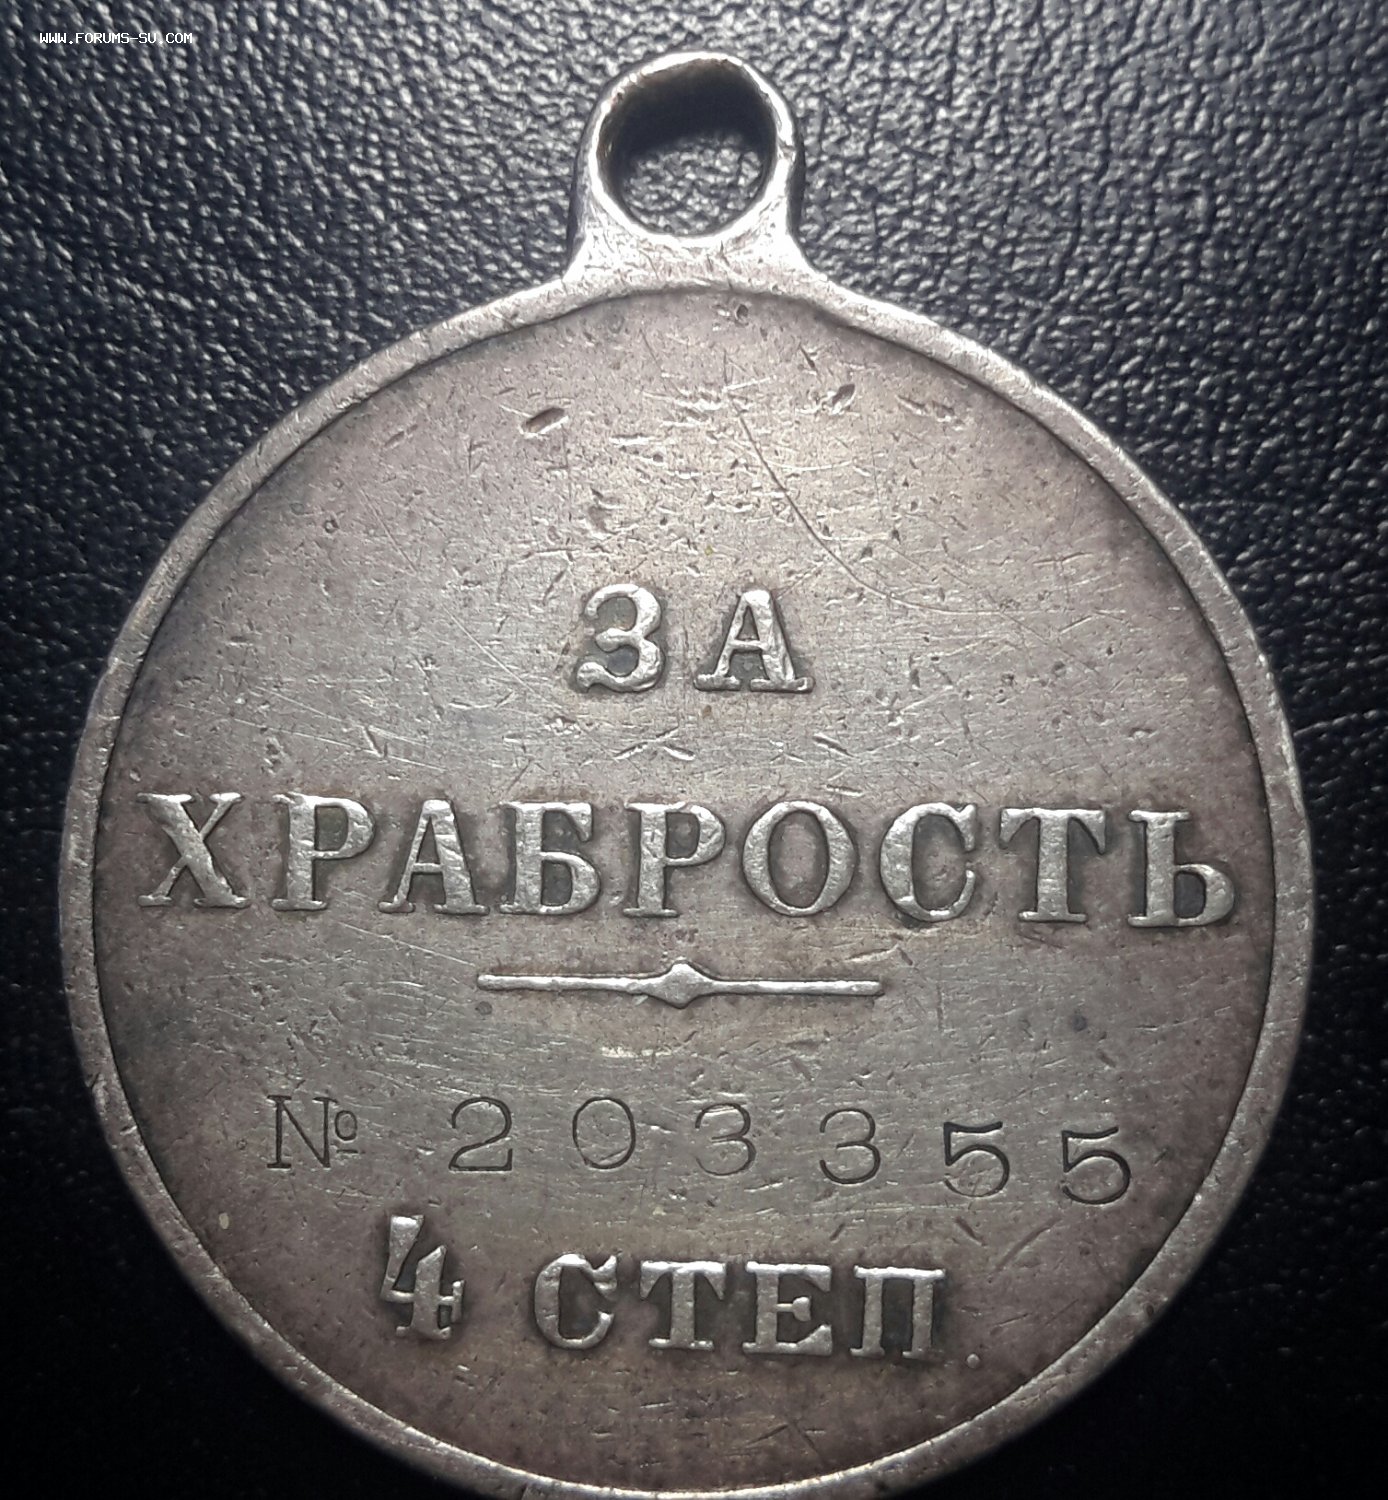 WWW.FORUMS-SU.COM
ЗА
ХРАБРОСТЬ
№ 203355
4 СТЕП.